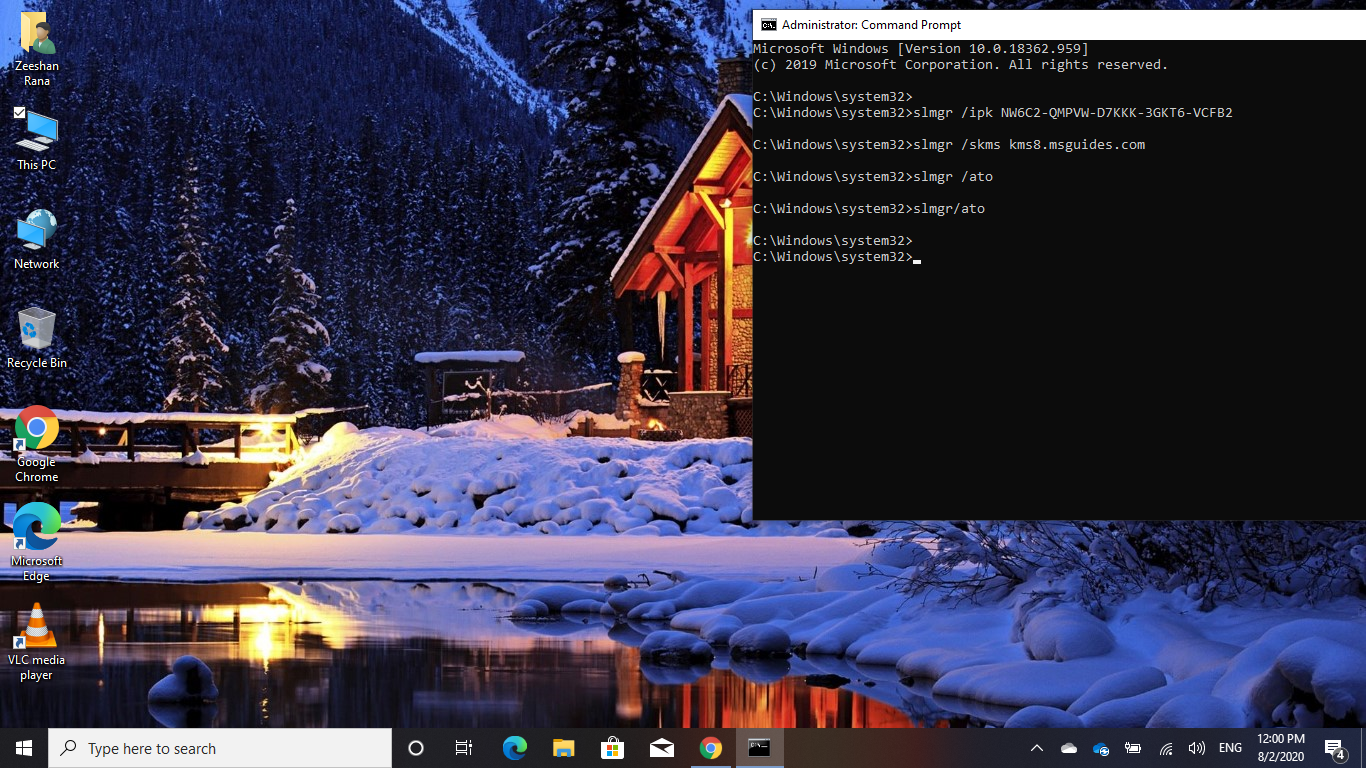 Zeeshan
Rana
This PC
Network
Recycle Bin
Google
Chrome
Microsoft
Edge
VLC media
player
Administrator: Command Prompt
Microsoft Windows [Version 10.0.18362.959]
(c) 2019 Microsoft Corporation. All rights reserved.
C:\Windows\system32>
C:\Windows\system32>slmgr /ipk NW6C2-QMPVW-D7KKK-3GKT6-VCFB2
C:\Windows\system32>slmgr /skms kms8.msguides.com
C:\Windows\system32>slmgr /ato
C:\Windows\system32>slmgr/ato
C:\Windows\system32>
C:\Windows\system32>
Type here to search
ENG
12:00 PM
8/2/2020
4